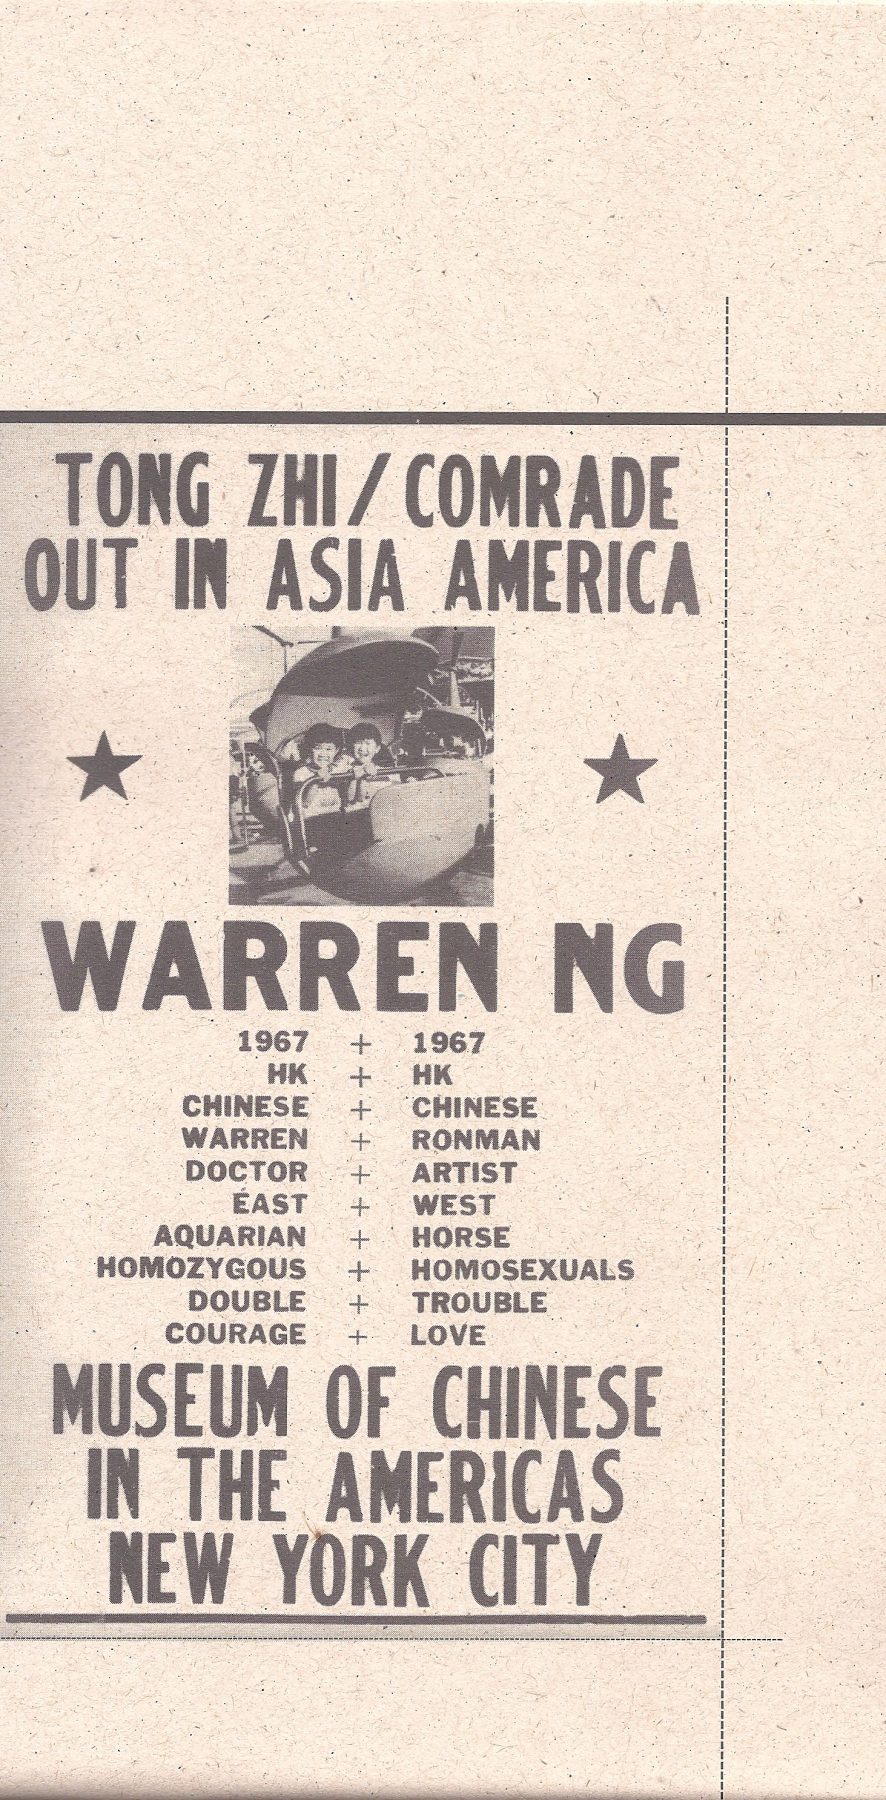 TONG ZHI/COMRADE
OUT IN ASIA AMERICA
WARREN NG
1967 + 1967
HK + HK
CHINESE + CHINESE
WARREN + RONMAN
DOCTOR + ARTIST
EAST + WEST
AQUARIAN + HORSE
HOMOZYGOUS + HOMOSEXUALS
DOUBLE + TROUBLE
COURAGE + LOVE
MUSEUM OF CHINESE
IN THE AMERICAS
NEW YORK CITY